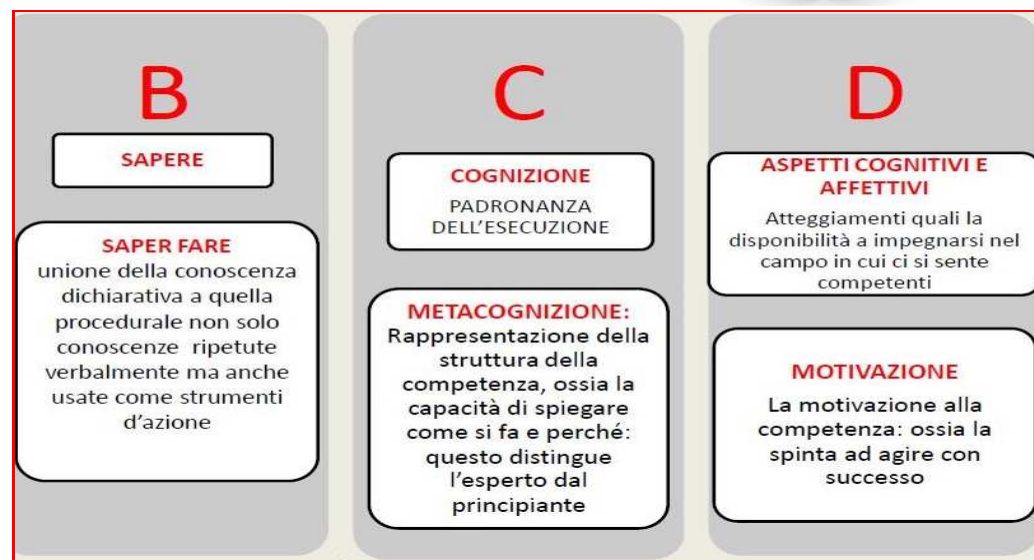 B
SAPERE
SAPER FARE
unione della conoscenza
dichiarativa a quella
procedurale non solo
conoscenze ripetute
verbalmente ma anche
usate come strumenti
d'azione
C
COGNIZIONE
PADRONANZA
DELL'ESECUZIONE
METACOGNIZIONE:
Rappresentazione della
struttura della
competenza, ossia la
capacità di spiegare
come si fa e perché:
questo distingue
l'esperto dal
principiante
D
ASPETTI COGNITIVI E
AFFETTIVI
Atteggiamenti quali la
disponibilità a impegnarsi nel
campo in cui ci si sente
competenti
MOTIVAZIONE
La motivazione alla
competenza: ossia la
spinta ad agire con
successo